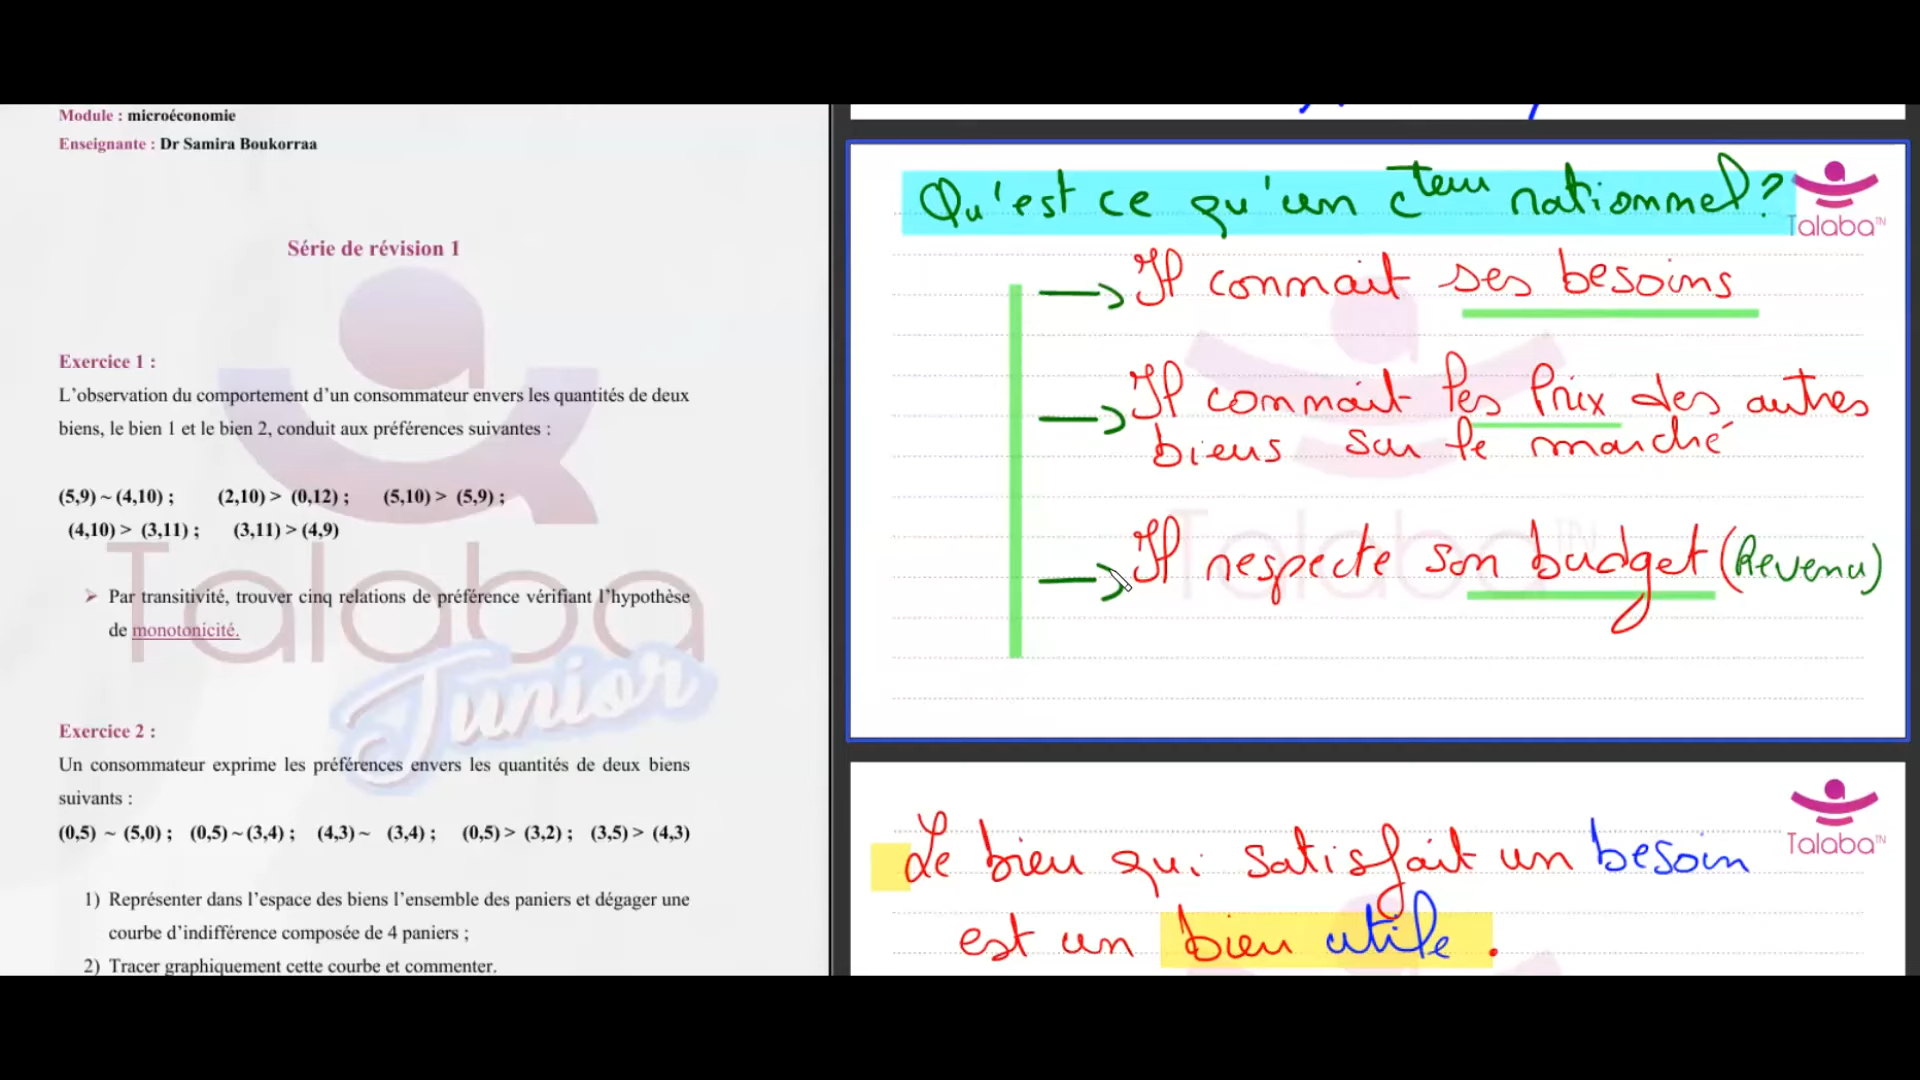 Module : microéconomie
Enseignante : Dr Samira Boukorraa
Série de révision 1
Exercice 1 :
L'observation du comportement d'un consommateur envers les quantités de deux
biens, le bien 1 et le bien 2, conduit aux préférences suivantes :
(5,9) ~ (4,10) ; (2,10) > (0,12) ; (5,10) > (5,9) ;
(4,10) > (3,11) ; (3,11) > (4,9)
➢ Par transitivité, trouver cinq relations de préférence vérifiant l'hypothèse
de monotonicité.
Talaba
Junior
Exercice 2 :
Un consommateur exprime les préférences envers les quantités de deux biens
suivants :
(0,5) ~ (5,0) ; (0,5) ~ (3,4) ; (4,3) ~ (3,4) ; (0,5) > (3,2) ; (3,5) > (4,3)
1) Représenter dans l'espace des biens l'ensemble des paniers et dégager une
courbe d'indifférence composée de 4 paniers ;
2) Tracer graphiquement cette courbe et commenter.
Qu'est ce qu'un cteur rationnel ?
Talaba TN
→ Il connait ses besoins
→ Il connait les Prix des autres
biens sur le marché
→ Il respecte son budget (Revenu)
Talaba TN
Talaba TN
Le bien qui satisfait un besoin
est un bien utile .